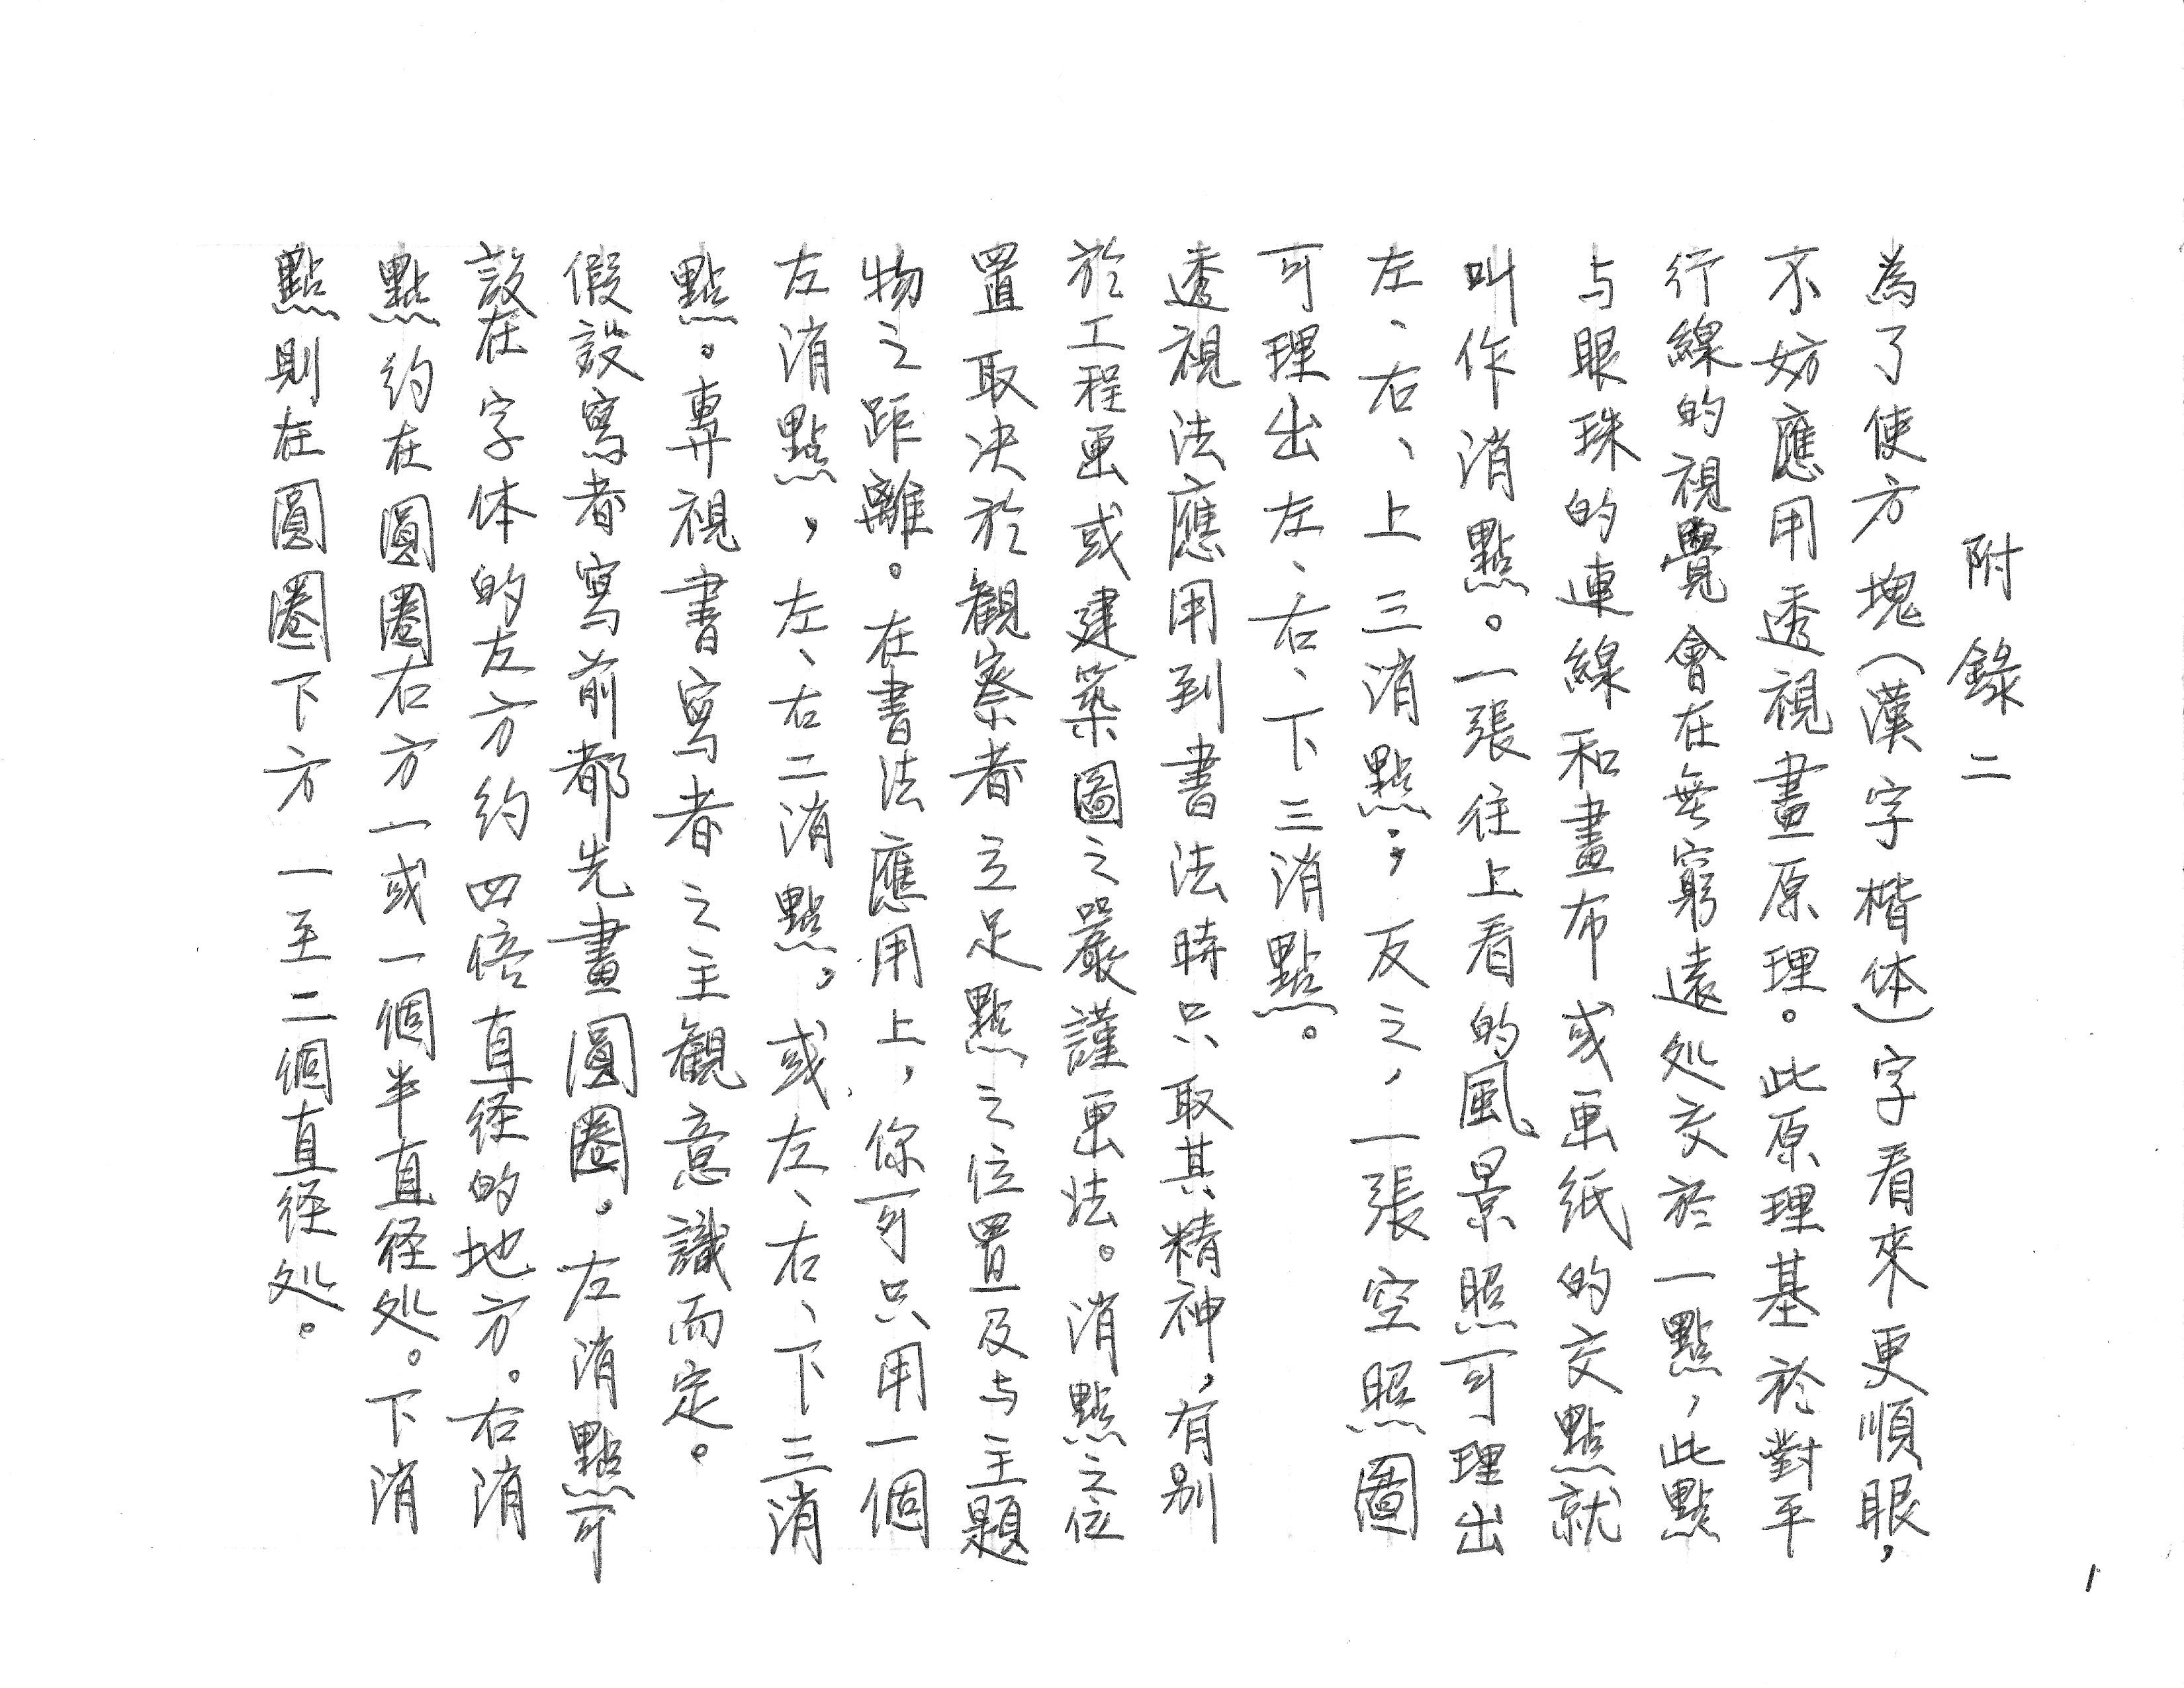 附錄二
為了使方塊(漢字楷体)字看來更順眼，
不妨應用透視畫原理。此原理基於對平
行線的視覺會在無窮遠处交於一點，此點
与眼珠的連線和畫布或画紙的交點就
叫作消點。一張往上看的風景照可理出
左、右、上三消點；反之，一張空照圖
可理出左、右、下三消點。
透視法應用到書法時只取其精神，有别
於工程画或建築圖之嚴謹画法。消點之位
置取决於観察者立足點之位置及与主題
物之距離。在書法應用上，你可只用一個
左消點，左、右二消點，或左、右、下三消
點。專視書寫者之主観意識而定。
假設寫者寫前都先畫圓圈，左消點可
設在字体的左方約四倍直径的地方。右消
點約在圓圈右方一或一個半直径处。下消
點則在圓圈下方一至二個直径处。
1